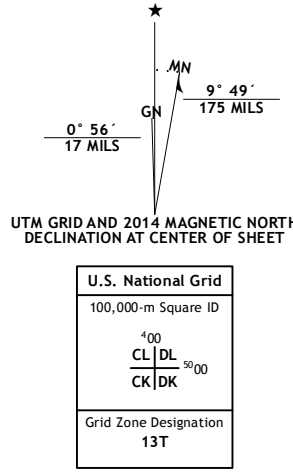 ★
MN
GN
9° 49´
175 MILS
0° 56´
17 MILS
UTM GRID AND 2014 MAGNETIC NORTH
DECLINATION AT CENTER OF SHEET
U.S. National Grid
100,000-m Square ID
⁴00
CL DL
⁵⁰00
CK DK
Grid Zone Designation
13T